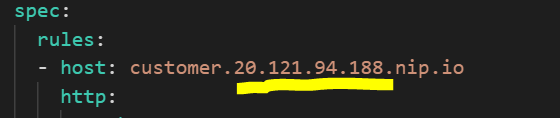 spec:
rules:
- host: customer.20.121.94.188.nip.io
http: